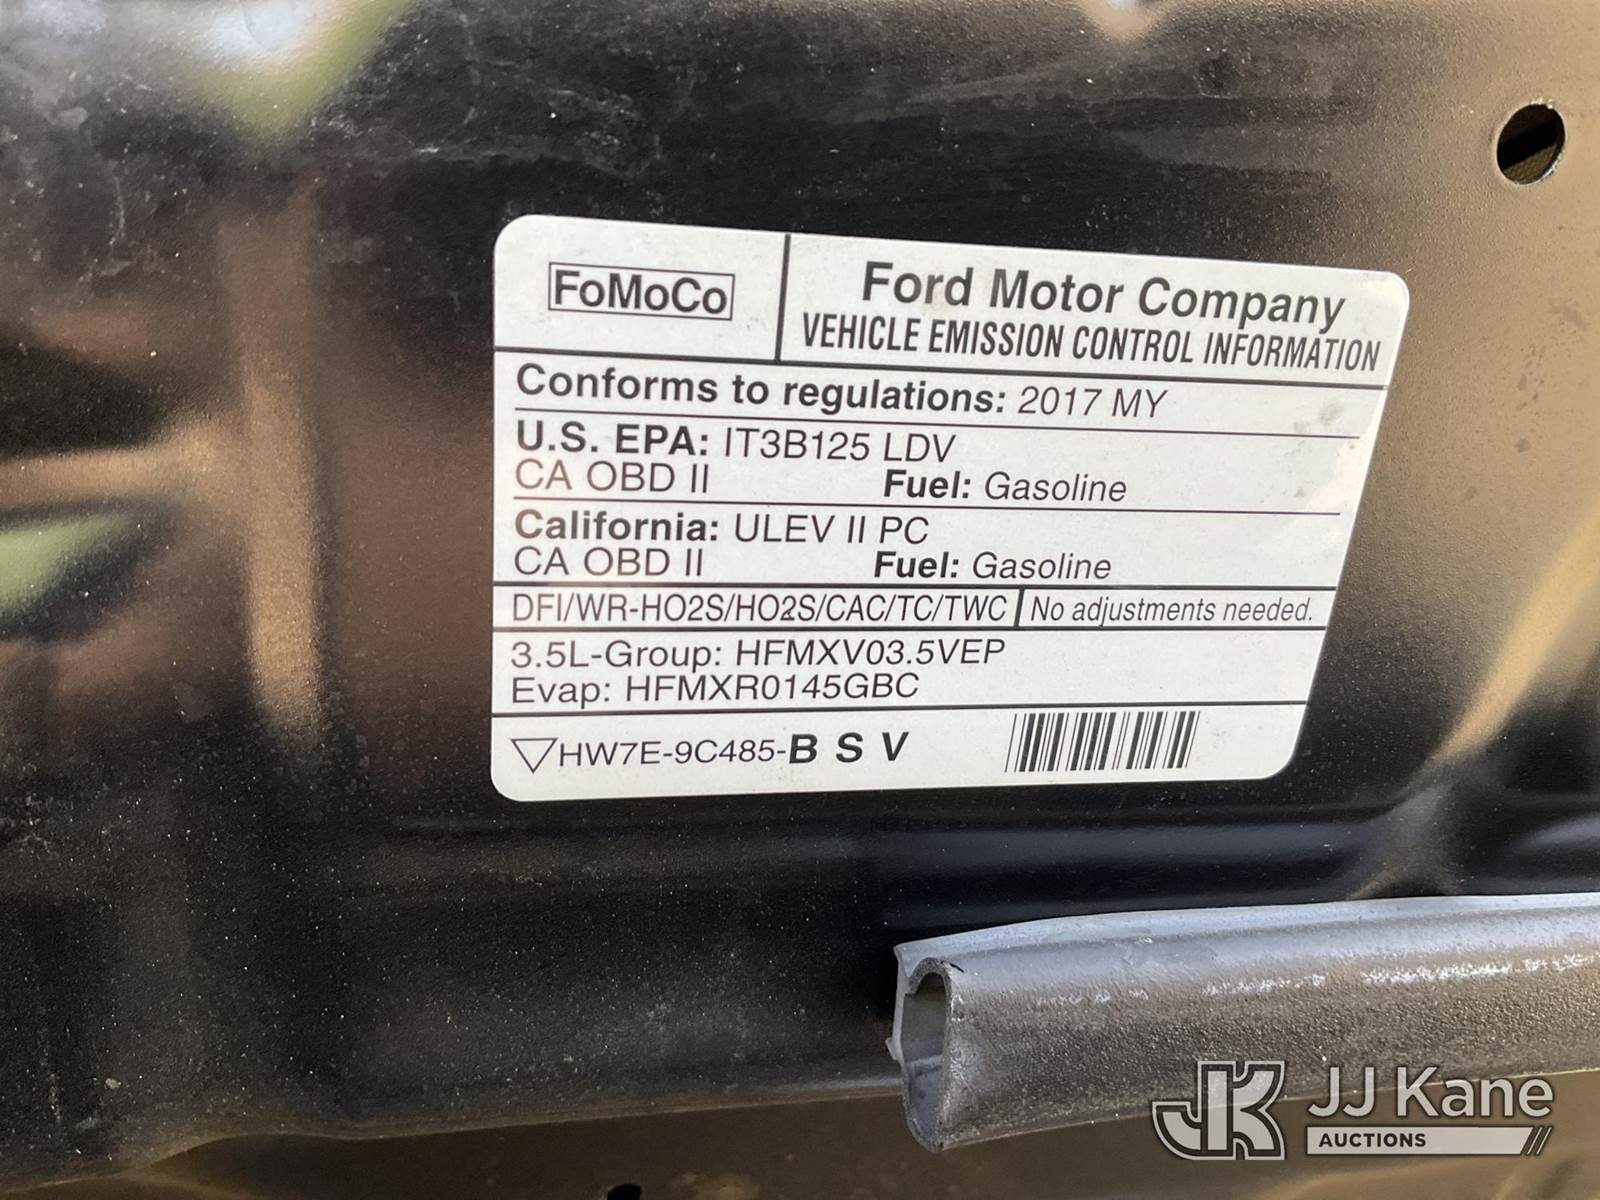 FoMoCo
Ford Motor Company
VEHICLE EMISSION CONTROL INFORMATION
Conforms to regulations: 2017 MY
U.S. EPA: IT3B125 LDV
CA OBD II Fuel: Gasoline
California: ULEV II PC
CA OBD II Fuel: Gasoline
DFI/WR-HO2S/HO2S/CAC/TC/TWC No adjustments needed.
3.5L-Group: HFMXV03.5VEP
Evap: HFMXR0145GBC
HW7E-9C485-B S V
JK JJ Kane
AUCTIONS